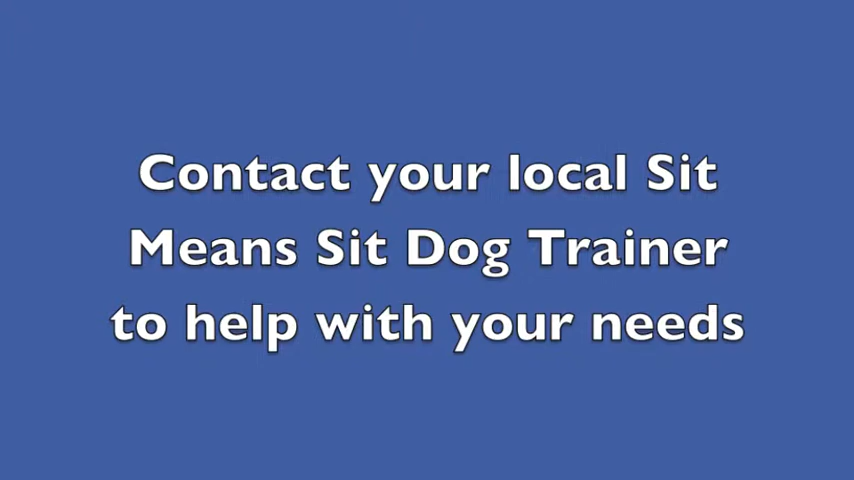 Contact your local Sit
Means Sit Dog Trainer
to help with your needs